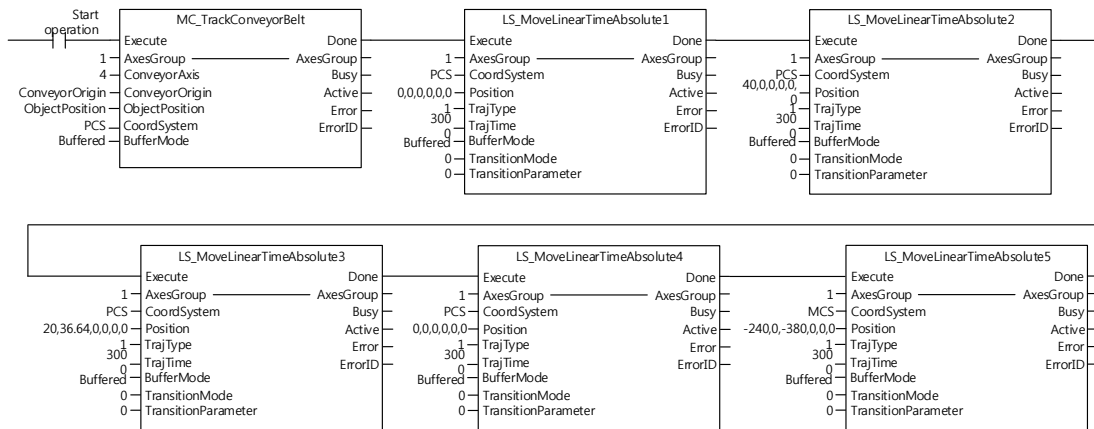 Start
operation
MC_TrackConveyorBelt
Execute Done
1 AxesGroup AxesGroup
4 ConveyorAxis Busy
ConveyorOrigin ConveyorOrigin Active
ObjectPosition ObjectPosition Error
PCS CoordSystem ErrorID
Buffered BufferMode
LS_MoveLinearTimeAbsolute1
Execute Done
1 AxesGroup AxesGroup
PCS CoordSystem Busy
0,0,0,0,0,0 Position Active
1 TrajType Error
300
0 TrajTime ErrorID
Buffered BufferMode
0 TransitionMode
0 TransitionParameter
LS_MoveLinearTimeAbsolute2
Execute Done
1 AxesGroup AxesGroup
PCS CoordSystem Busy
40,0,0,0,0,
0 Position Active
1 TrajType Error
300
0 TrajTime ErrorID
Buffered BufferMode
0 TransitionMode
0 TransitionParameter
LS_MoveLinearTimeAbsolute3
Execute Done
1 AxesGroup AxesGroup
PCS CoordSystem Busy
20,36.64,0,0,0,0 Position Active
1 TrajType Error
300
0 TrajTime ErrorID
Buffered BufferMode
0 TransitionMode
0 TransitionParameter
LS_MoveLinearTimeAbsolute4
Execute Done
1 AxesGroup AxesGroup
PCS CoordSystem Busy
0,0,0,0,0,0 Position Active
1 TrajType Error
300
0 TrajTime ErrorID
Buffered BufferMode
0 TransitionMode
0 TransitionParameter
LS_MoveLinearTimeAbsolute5
Execute Done
1 AxesGroup AxesGroup
MCS CoordSystem Busy
-240,0,-380,0,0,0 Position Active
1 TrajType Error
300
0 TrajTime ErrorID
Buffered BufferMode
0 TransitionMode
0 TransitionParameter